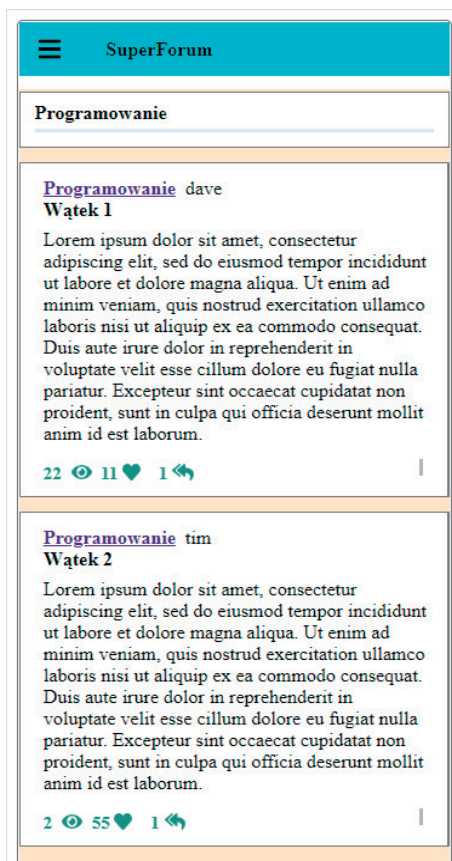 SuperForum
Programowanie
Programowanie dave
Wątek 1
Lorem ipsum dolor sit amet, consectetur
adipiscing elit, sed do eiusmod tempor incididunt
ut labore et dolore magna aliqua. Ut enim ad
minim veniam, quis nostrud exercitation ullamco
laboris nisi ut aliquip ex ea commodo consequat.
Duis aute irure dolor in reprehenderit in
voluptate velit esse cillum dolore eu fugiat nulla
pariatur. Excepteur sint occaecat cupidatat non
proident, sunt in culpa qui officia deserunt mollit
anim id est laborum.
22 11 1
Programowanie tim
Wątek 2
Lorem ipsum dolor sit amet, consectetur
adipiscing elit, sed do eiusmod tempor incididunt
ut labore et dolore magna aliqua. Ut enim ad
minim veniam, quis nostrud exercitation ullamco
laboris nisi ut aliquip ex ea commodo consequat.
Duis aute irure dolor in reprehenderit in
voluptate velit esse cillum dolore eu fugiat nulla
pariatur. Excepteur sint occaecat cupidatat non
proident, sunt in culpa qui officia deserunt mollit
anim id est laborum.
2 55 1